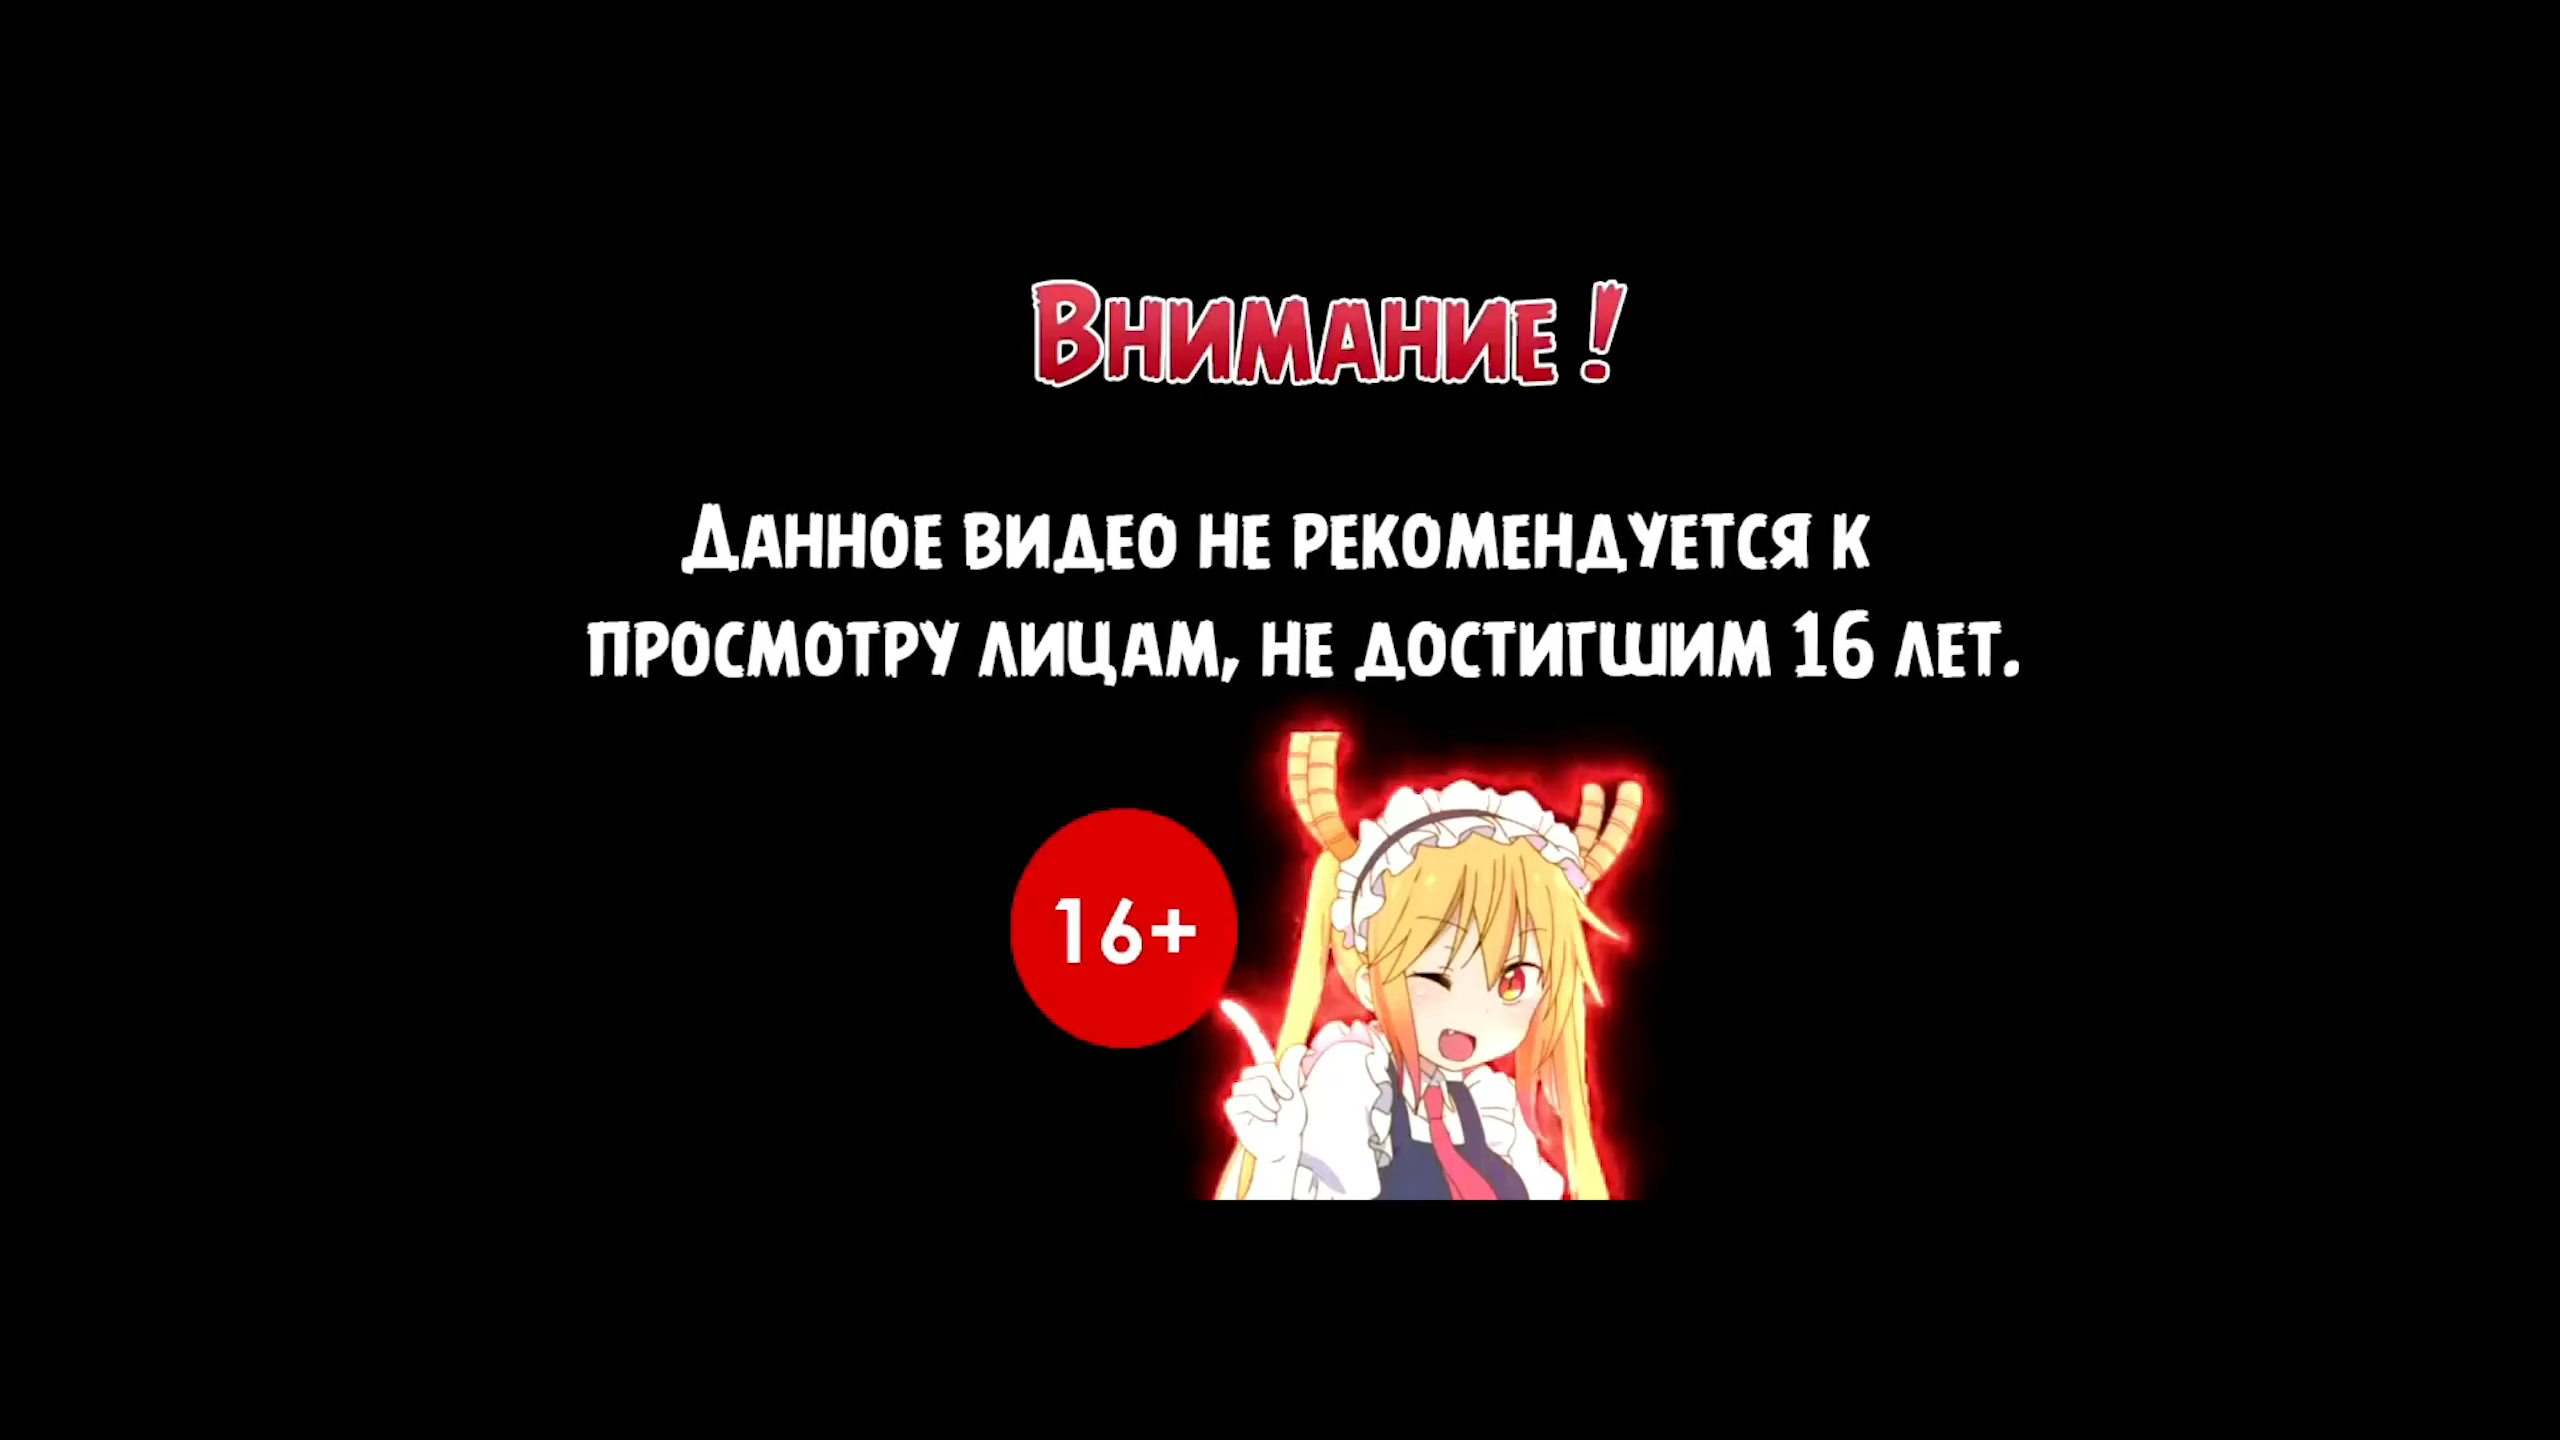 Внимание !
Данное видео не рекомендуется к
просмотру лицам, не достигшим 16 лет.
16+